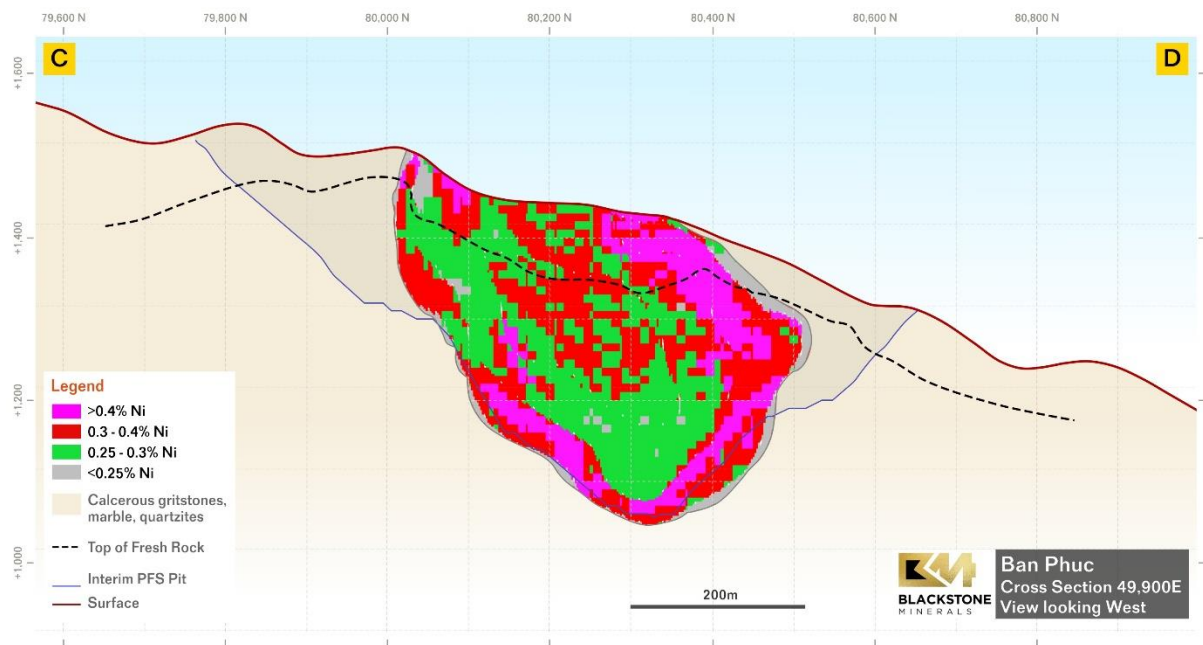 79,600 N 79,800 N 80,000 N 80,200 N 80,400 N 80,600 N 80,800 N
C
D
+1,600
+1,400
+1,200
+1,000
Legend
>0.4% Ni
0.3 - 0.4% Ni
0.25 - 0.3% Ni
<0.25% Ni
Calcerous gritstones,
marble, quartzites
Top of Fresh Rock
Interim PFS Pit
Surface
200m
BLACKSTONE
MINERALS
Ban Phuc
Cross Section 49,900E
View looking West